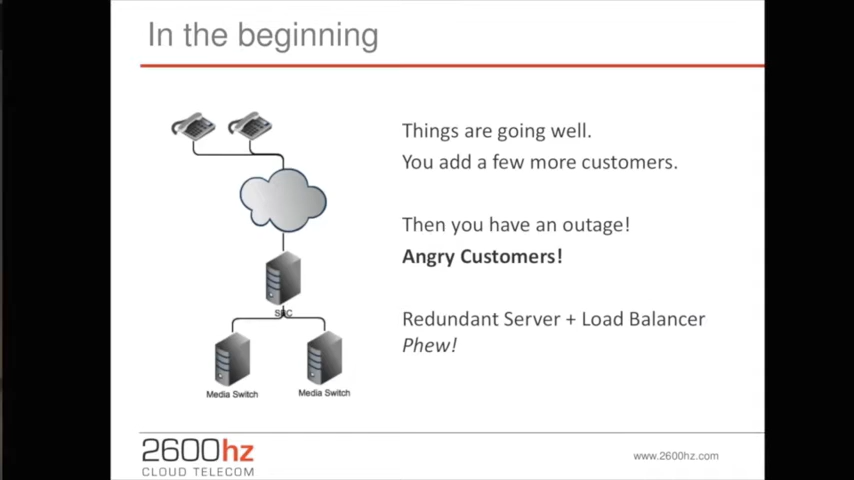 In the beginning
Things are going well.
You add a few more customers.
Then you have an outage!
Angry Customers!
SBC
Redundant Server + Load Balancer
Phew!
Media Switch
Media Switch
2600hz
CLOUD TELECOM
www.2600hz.com